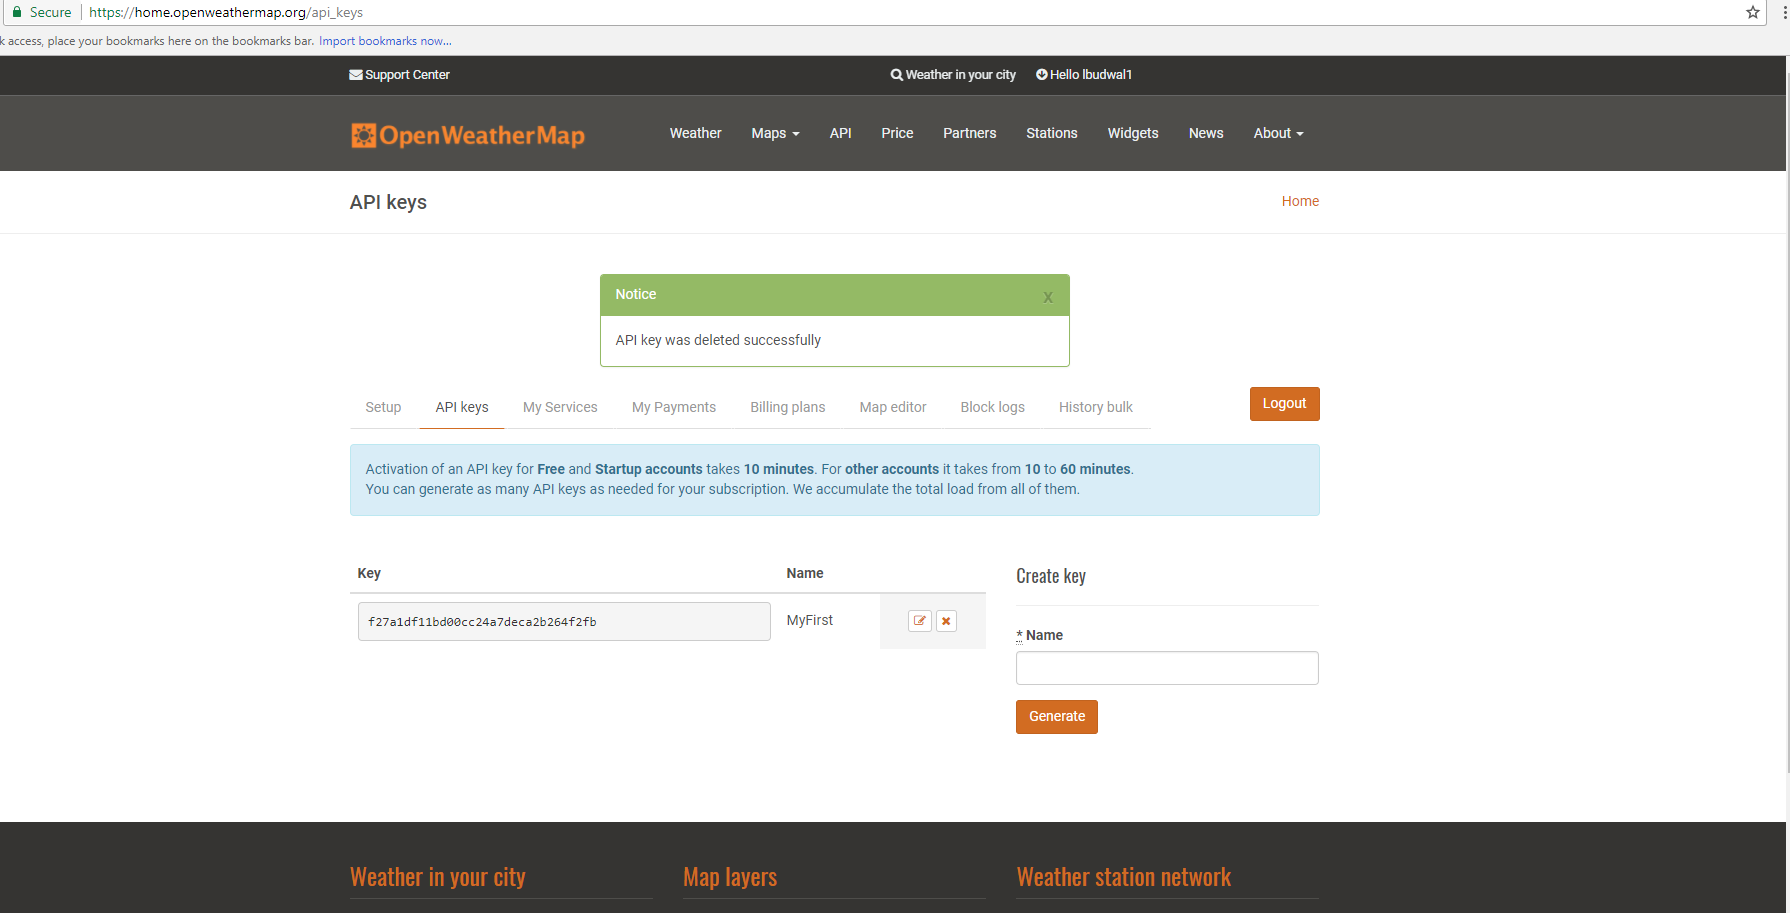 Secure https://home.openweathermap.org/api_keys
k access, place your bookmarks here on the bookmarks bar. Import bookmarks now...
Support Center Weather in your city Hello lbudwal1
OpenWeatherMap Weather Maps API Price Partners Stations Widgets News About
API keys Home
Notice x
API key was deleted successfully
Setup API keys My Services My Payments Billing plans Map editor Block logs History bulk Logout
Activation of an API key for Free and Startup accounts takes 10 minutes. For other accounts it takes from 10 to 60 minutes.
You can generate as many API keys as needed for your subscription. We accumulate the total load from all of them.
Key Name
f27a1df11bd00cc24a7deca2b264f2fb MyFirst
Create key
* Name
Generate
Weather in your city Map layers Weather station network